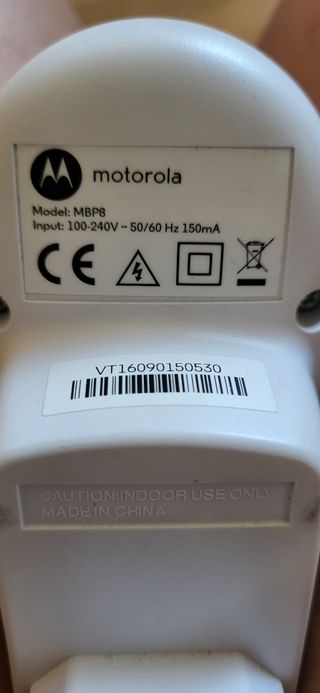 motorola
Model: MBP8
Input: 100-240V ~ 50/60 Hz 150mA
CE
VT16090150530
CAUTION:INDOOR USE ONLY
MADE IN CHINA